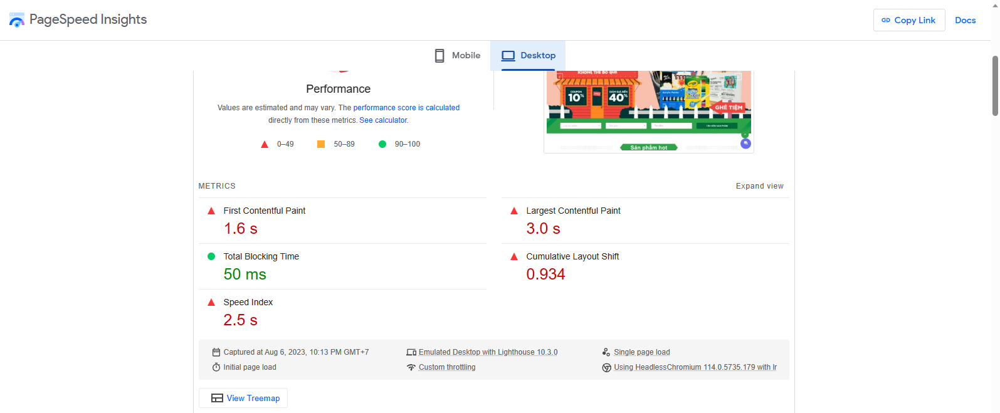 PageSpeed Insights
Copy Link
Docs
Mobile
Desktop
Performance
Values are estimated and may vary. The performance score is calculated
directly from these metrics. See calculator.
0–49
50–89
90–100
KHÔNG THỂ BỎ QUA
COUPON
10%
GIẢM GIÁ ĐẾN
40%
GHÉ TIỆM
Sản phẩm hot
METRICS
Expand view
First Contentful Paint
1.6 s
Largest Contentful Paint
3.0 s
Total Blocking Time
50 ms
Cumulative Layout Shift
0.934
Speed Index
2.5 s
Captured at Aug 6, 2023, 10:13 PM GMT+7
Emulated Desktop with Lighthouse 10.3.0
Single page load
Initial page load
Custom throttling
Using HeadlessChromium 114.0.5735.179 with lr
View Treemap